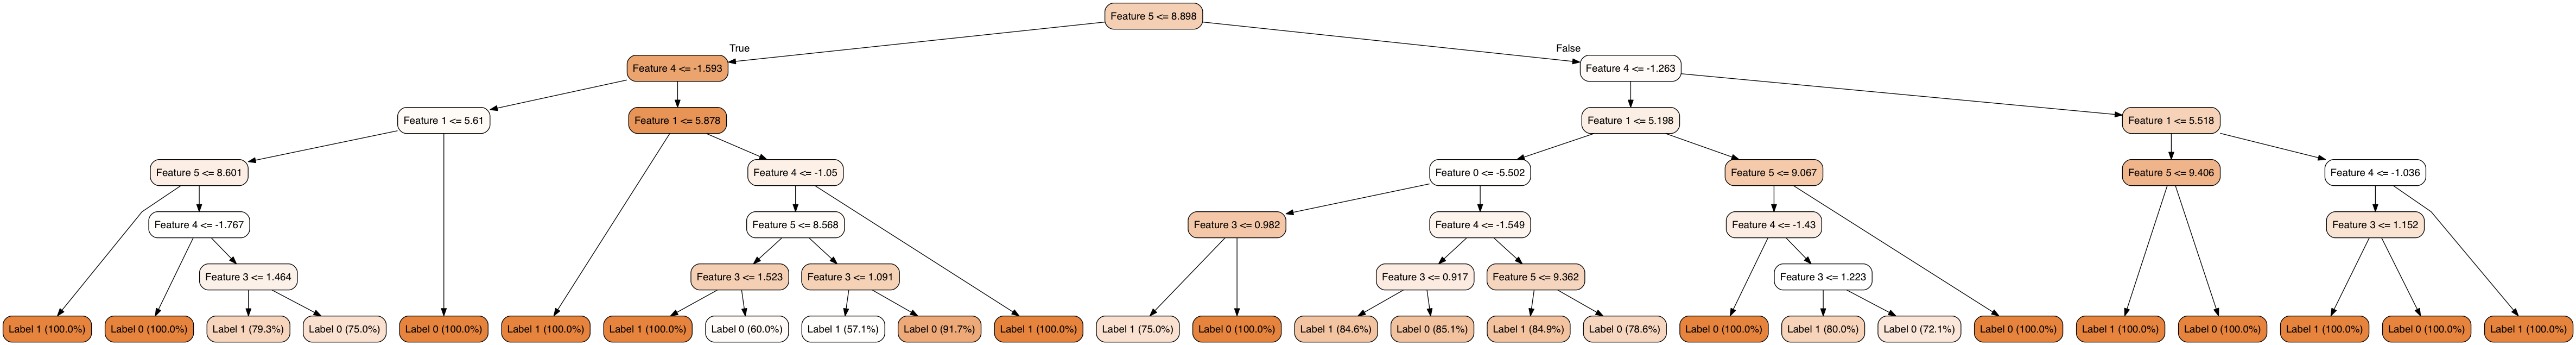 Feature 5 <= 8.898
True
False
Feature 4 <= -1.593
Feature 4 <= -1.263
Feature 1 <= 5.61
Feature 1 <= 5.878
Feature 1 <= 5.198
Feature 1 <= 5.518
Feature 5 <= 8.601
Feature 4 <= -1.05
Feature 0 <= -5.502
Feature 5 <= 9.067
Feature 5 <= 9.406
Feature 4 <= -1.036
Feature 4 <= -1.767
Feature 5 <= 8.568
Feature 3 <= 0.982
Feature 4 <= -1.549
Feature 4 <= -1.43
Feature 3 <= 1.152
Feature 3 <= 1.464
Feature 3 <= 1.523
Feature 3 <= 1.091
Feature 3 <= 0.917
Feature 5 <= 9.362
Feature 3 <= 1.223
Label 1 (100.0%)
Label 0 (100.0%)
Label 1 (79.3%)
Label 0 (75.0%)
Label 0 (100.0%)
Label 1 (100.0%)
Label 1 (100.0%)
Label 0 (60.0%)
Label 1 (57.1%)
Label 0 (91.7%)
Label 1 (100.0%)
Label 1 (75.0%)
Label 0 (100.0%)
Label 1 (84.6%)
Label 0 (85.1%)
Label 1 (84.9%)
Label 0 (78.6%)
Label 0 (100.0%)
Label 1 (80.0%)
Label 0 (72.1%)
Label 0 (100.0%)
Label 1 (100.0%)
Label 0 (100.0%)
Label 1 (100.0%)
Label 0 (100.0%)
Label 1 (100.0%)